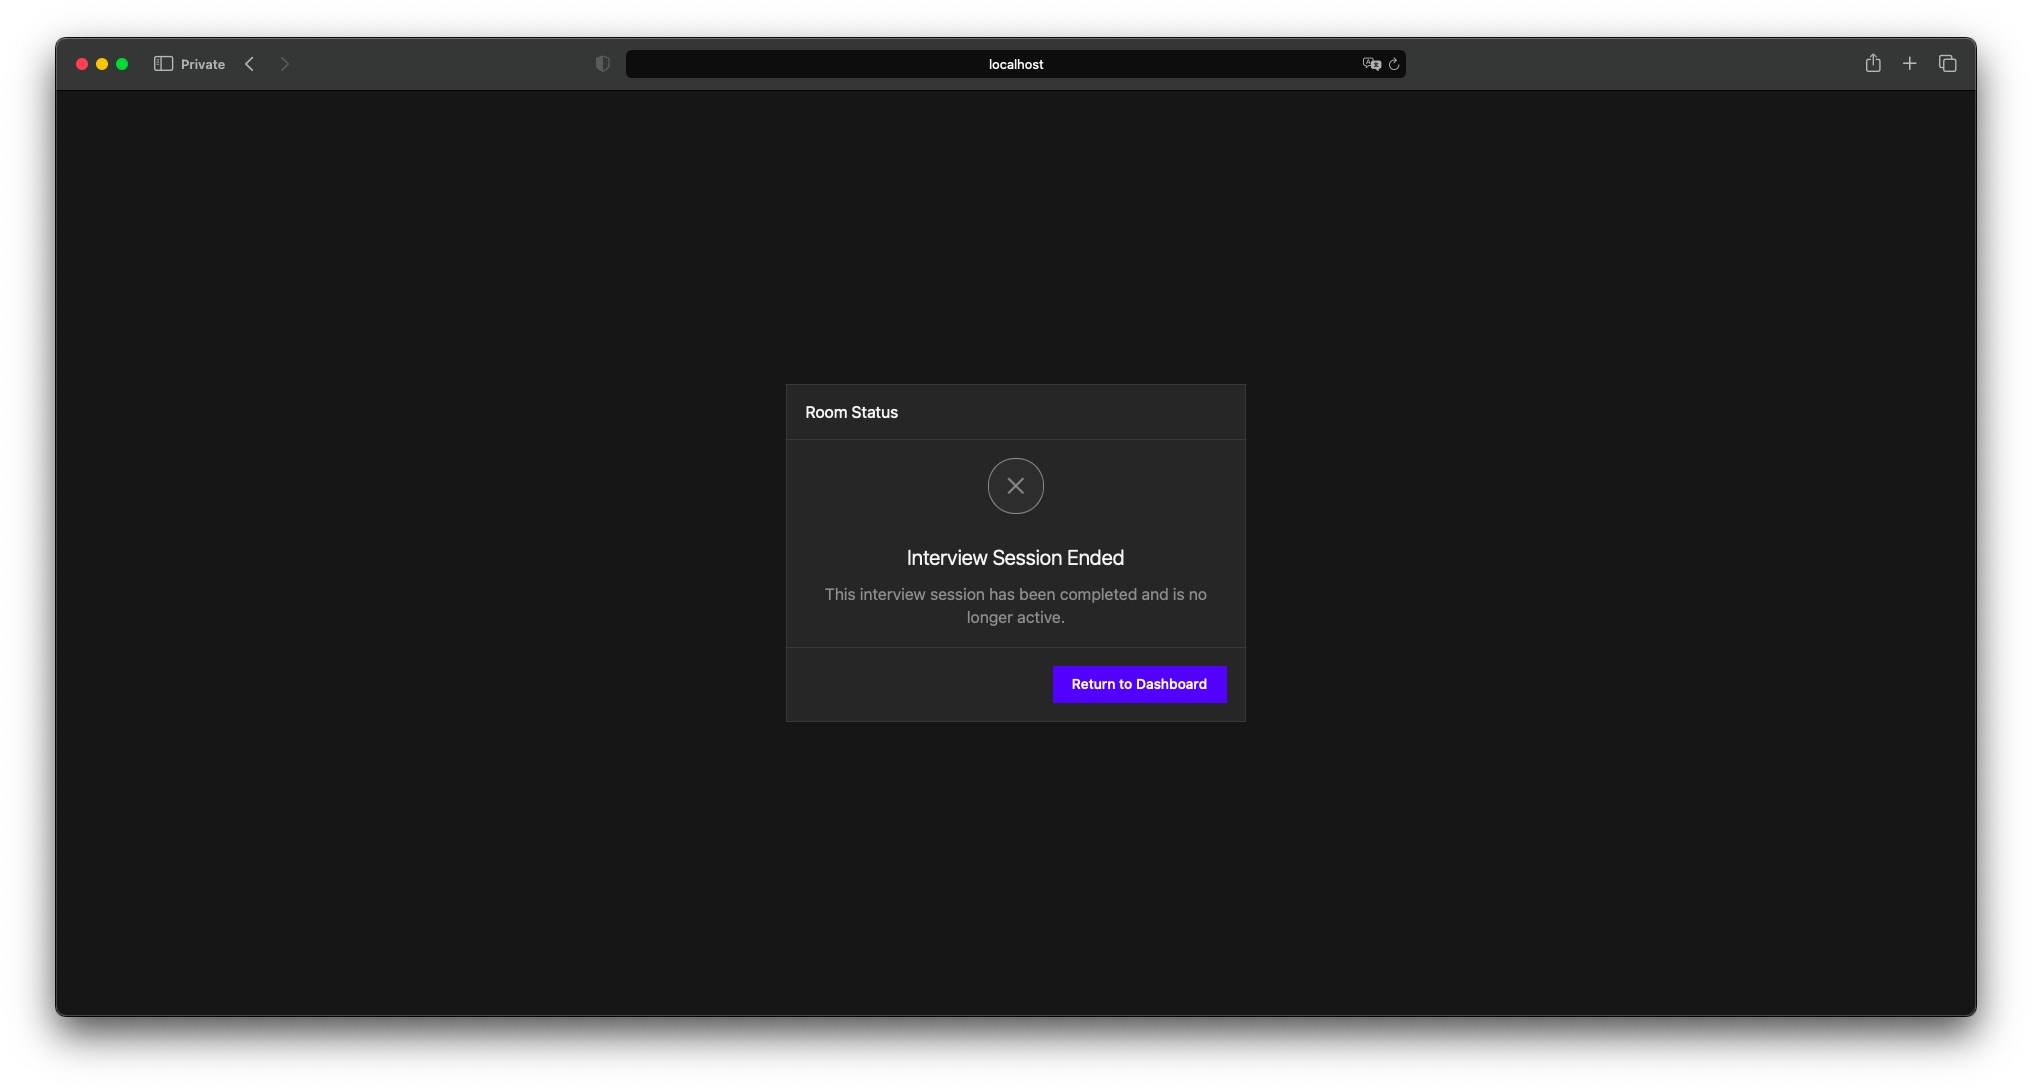 Private
localhost
Room Status
Interview Session Ended
This interview session has been completed and is no
longer active.
Return to Dashboard